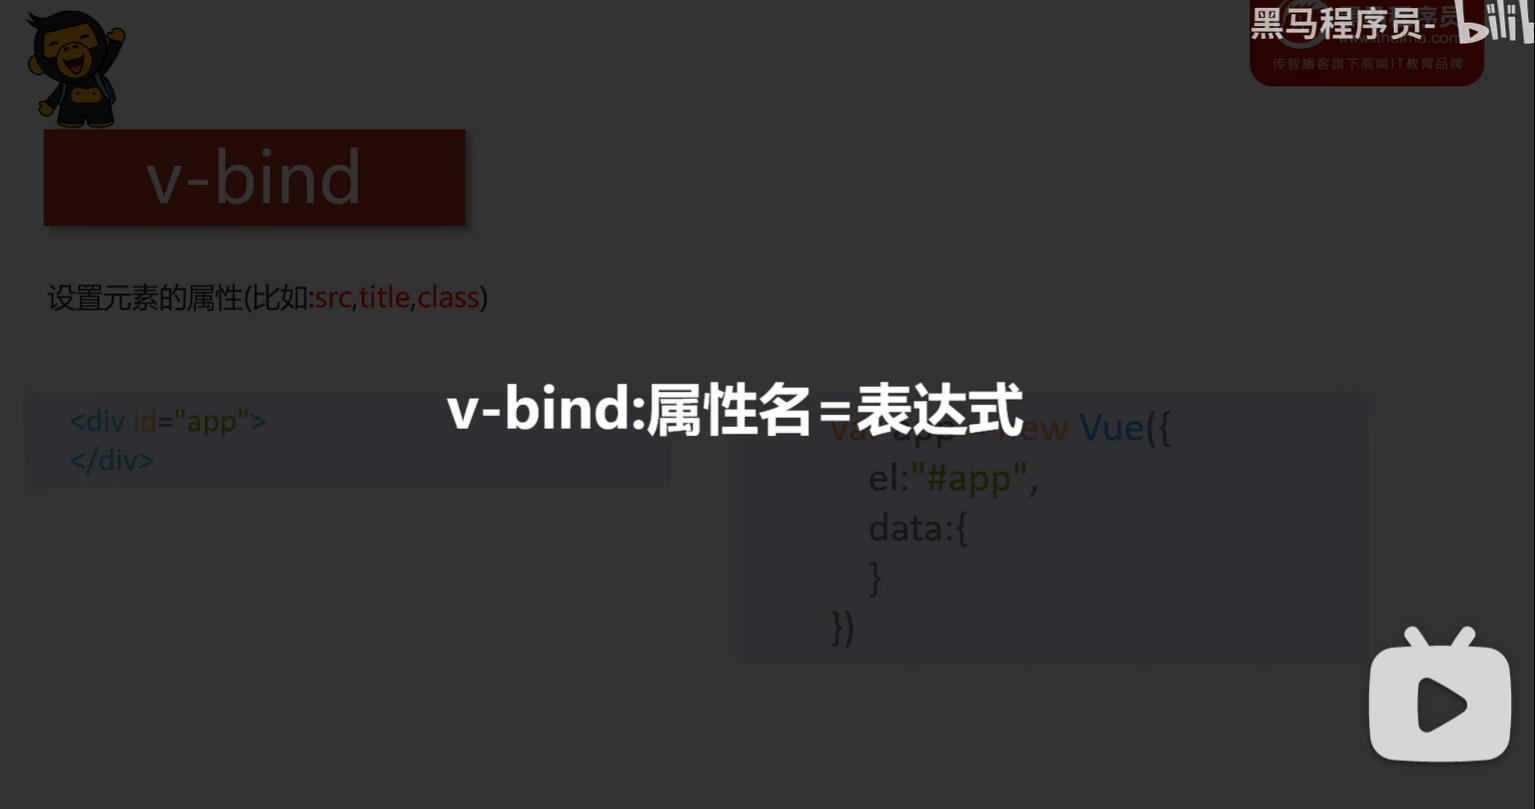 黑马程序员- bilib
传智播客旗下高端IT教育品牌
v-bind
设置元素的属性(比如:src,title,class)
v-bind:属性名=表达式
<div id="app">
</div>
var app = new Vue({
el:"#app",
data:{
}
})